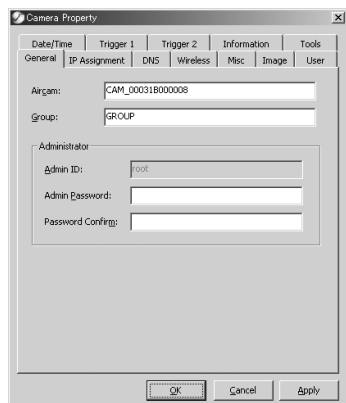 Camera Property
Date/Time Trigger 1 Trigger 2 Information Tools
General IP Assignment DNS Wireless Misc Image User
Aircam: CAM_00031B000008
Group: GROUP
Administrator
Admin ID: root
Admin Password:
Password Confirm:
OK Cancel Apply